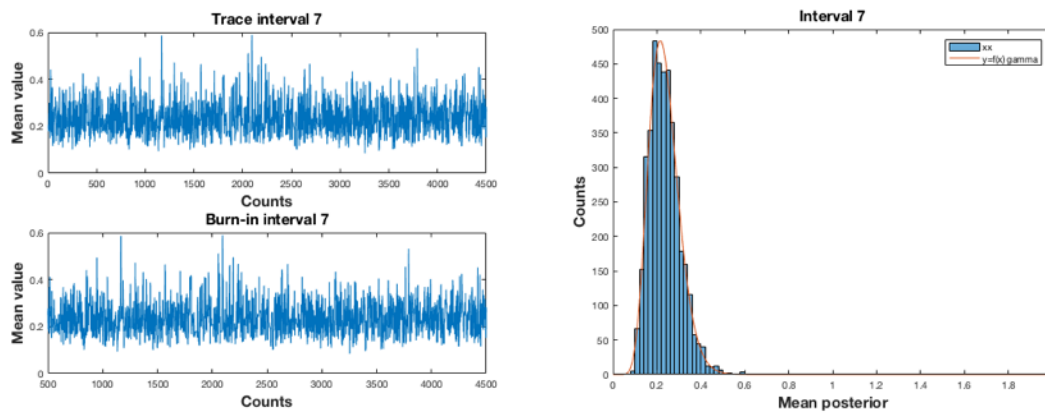 Trace interval 7
0.6
0.4
0.2
0
Mean value
0 500 1000 1500 2000 2500 3000 3500 4000 4500
Counts
Burn-in interval 7
0.6
0.4
0.2
0
Mean value
500 1000 1500 2000 2500 3000 3500 4000 4500
Counts
Interval 7
500
450
400
350
300
250
200
150
100
50
0
Counts
xx
y=f(x) gamma
0 0.2 0.4 0.6 0.8 1 1.2 1.4 1.6 1.8
Mean posterior